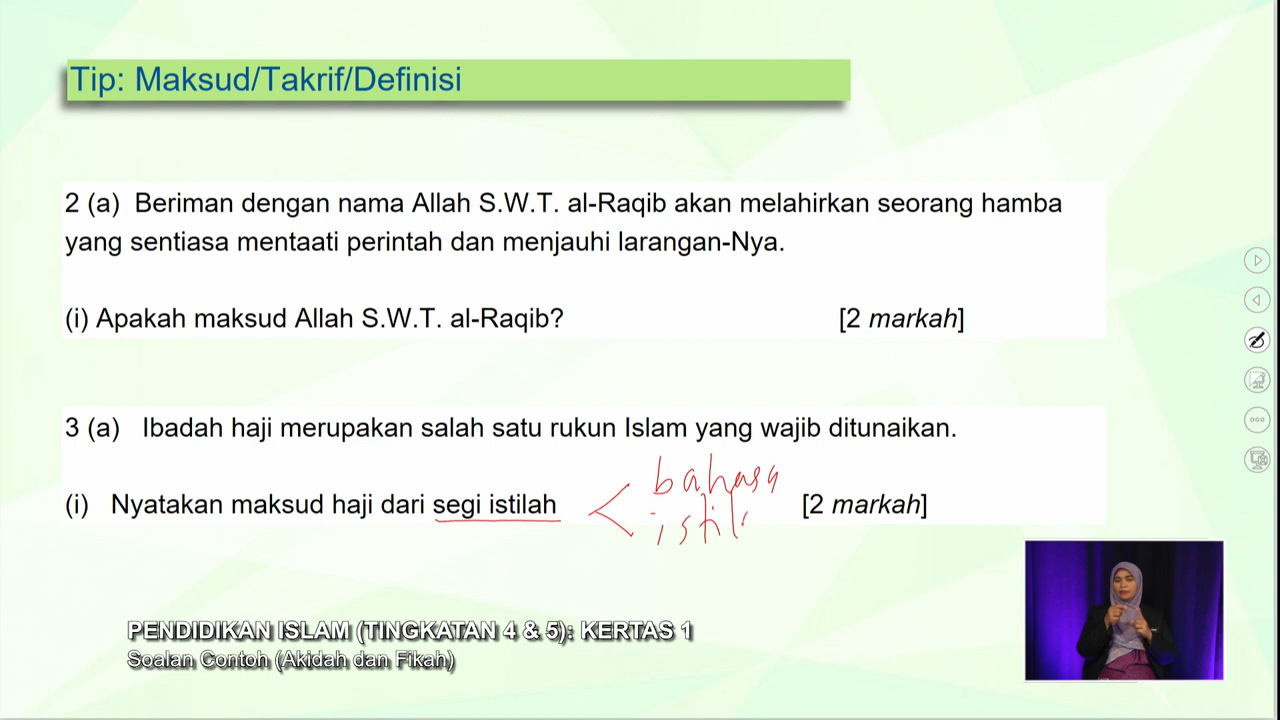 Tip: Maksud/Takrif/Definisi
2 (a) Beriman dengan nama Allah S.W.T. al-Raqib akan melahirkan seorang hamba
yang sentiasa mentaati perintah dan menjauhi larangan-Nya.
(i) Apakah maksud Allah S.W.T. al-Raqib? [2 markah]
3 (a) Ibadah haji merupakan salah satu rukun Islam yang wajib ditunaikan.
bahasa
(i) Nyatakan maksud haji dari segi istilah < [2 markah]
istil
PENDIDIKAN ISLAM (TINGKATAN 4 & 5): KERTAS 1
Soalan Contoh (Akidah dan Fikah)